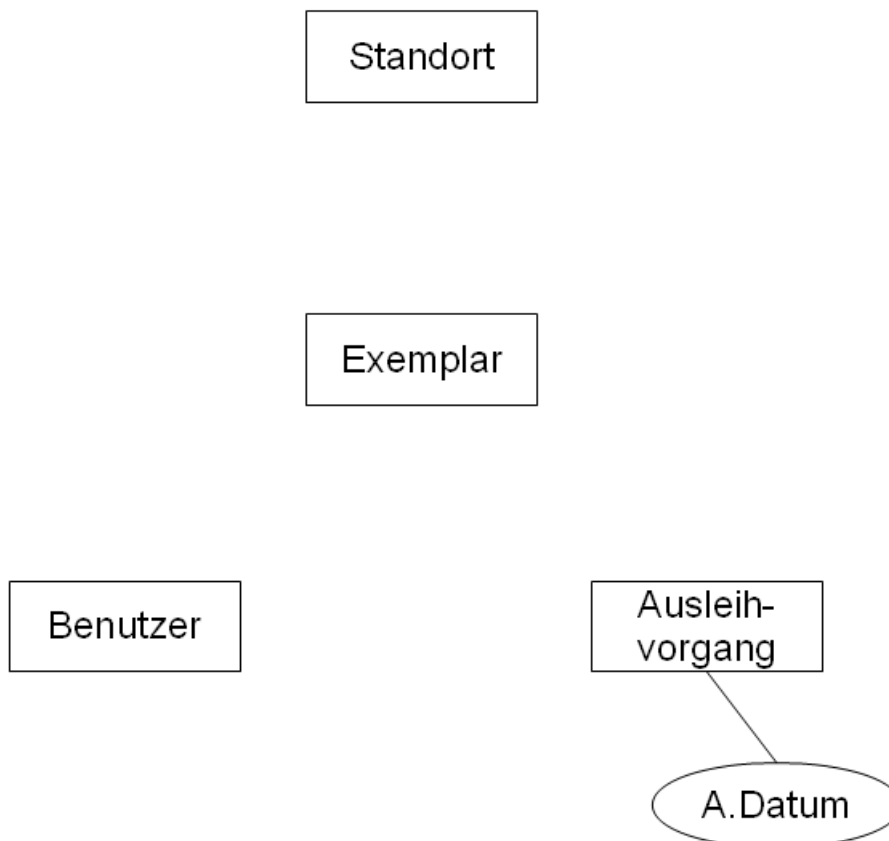 Standort
Exemplar
Benutzer
Ausleih-
vorgang
A.Datum